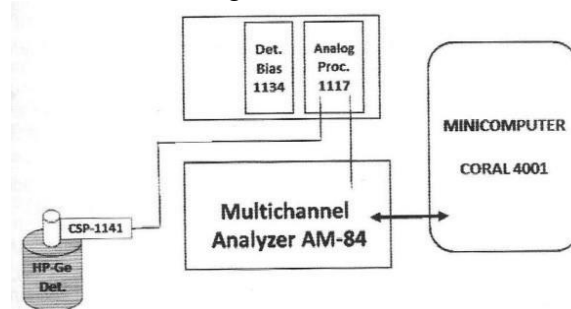 Det.
Bias
1134
Analog
Proc.
1117
MINICOMPUTER
CORAL 4001
Multichannel
Analyzer AM-84
CSP-1141
HP-Ge
Det.